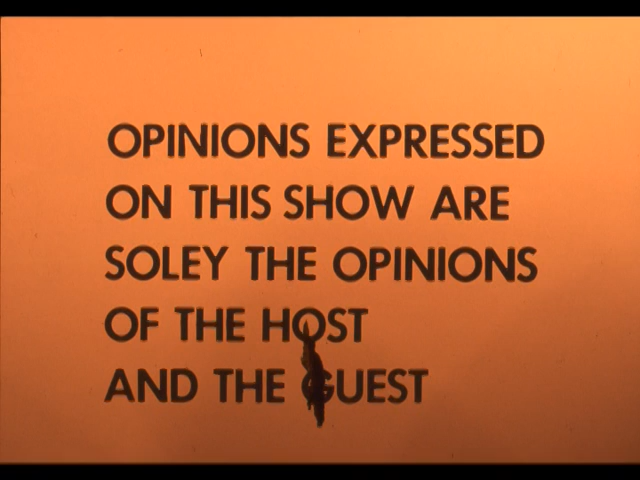 OPINIONS EXPRESSED
ON THIS SHOW ARE
SOLEY THE OPINIONS
OF THE HOST
AND THE GUEST